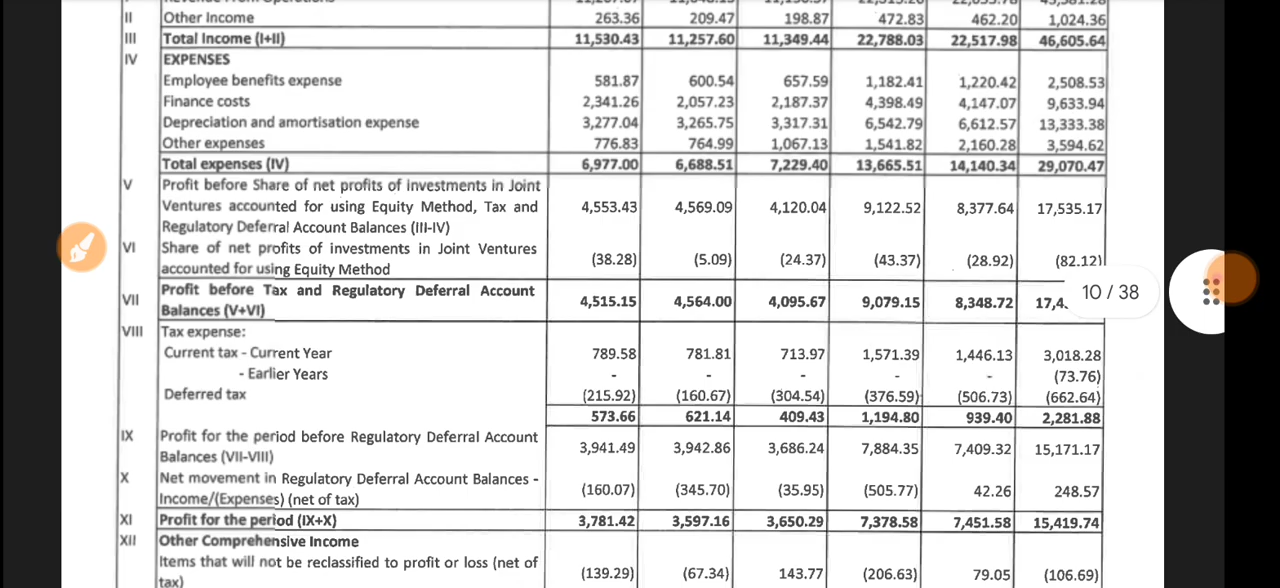 II Other Income 263.36 209.47 198.87 472.83 462.20 1,024.36
III Total Income (I+II) 11,530.43 11,257.60 11,349.44 22,788.03 22,517.98 46,605.64
IV EXPENSES
Employee benefits expense 581.87 600.54 657.59 1,182.41 1,220.42 2,508.53
Finance costs 2,341.26 2,057.23 2,187.37 4,398.49 4,147.07 9,633.94
Depreciation and amortisation expense 3,277.04 3,265.75 3,317.31 6,542.79 6,612.57 13,333.38
Other expenses 776.83 764.99 1,067.13 1,541.82 2,160.28 3,594.62
Total expenses (IV) 6,977.00 6,688.51 7,229.40 13,665.51 14,140.34 29,070.47
V Profit before Share of net profits of investments in Joint
Ventures accounted for using Equity Method, Tax and 4,553.43 4,569.09 4,120.04 9,122.52 8,377.64 17,535.17
Regulatory Deferral Account Balances (III-IV)
VI Share of net profits of investments in Joint Ventures
accounted for using Equity Method (38.28) (5.09) (24.37) (43.37) (28.92) (82.12)
VII Profit before Tax and Regulatory Deferral Account
Balances (V+VI) 4,515.15 4,564.00 4,095.67 9,079.15 8,348.72 17,4
10 / 38
VIII Tax expense:
Current tax - Current Year 789.58 781.81 713.97 1,571.39 1,446.13 3,018.28
- Earlier Years - - - - - (73.76)
Deferred tax (215.92) (160.67) (304.54) (376.59) (506.73) (662.64)
573.66 621.14 409.43 1,194.80 939.40 2,281.88
IX Profit for the period before Regulatory Deferral Account
Balances (VII-VIII) 3,941.49 3,942.86 3,686.24 7,884.35 7,409.32 15,171.17
X Net movement in Regulatory Deferral Account Balances -
Income/(Expenses) (net of tax) (160.07) (345.70) (35.95) (505.77) 42.26 248.57
XI Profit for the period (IX+X) 3,781.42 3,597.16 3,650.29 7,378.58 7,451.58 15,419.74
XII Other Comprehensive Income
Items that will not be reclassified to profit or loss (net of
tax) (139.29) (67.34) 143.77 (206.63) 79.05 (106.69)